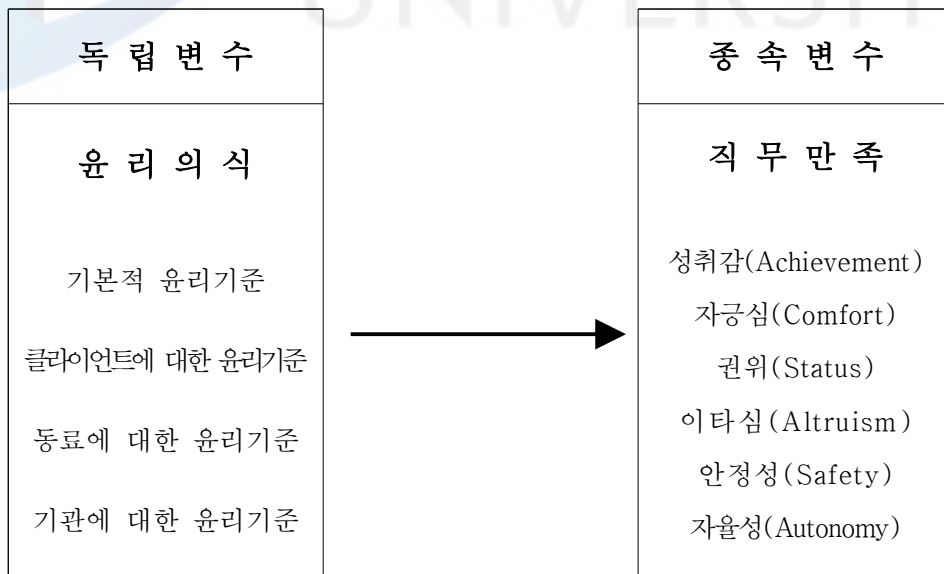 UNIVERSIT
독 립 변 수
윤 리 의 식
기본적 윤리기준
클라이언트에 대한 윤리기준
동료에 대한 윤리기준
기관에 대한 윤리기준
종 속 변 수
직 무 만 족
성취감(Achievement)
자긍심(Comfort)
권위(Status)
이타심(Altruism)
안정성(Safety)
자율성(Autonomy)